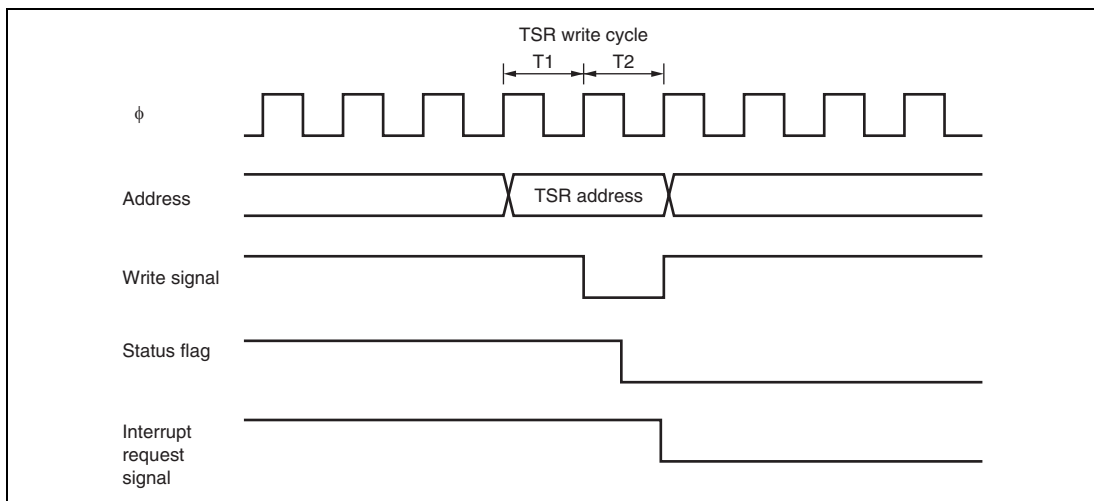 TSR write cycle
T1 T2
ϕ
Address
TSR address
Write signal
Status flag
Interrupt
request
signal